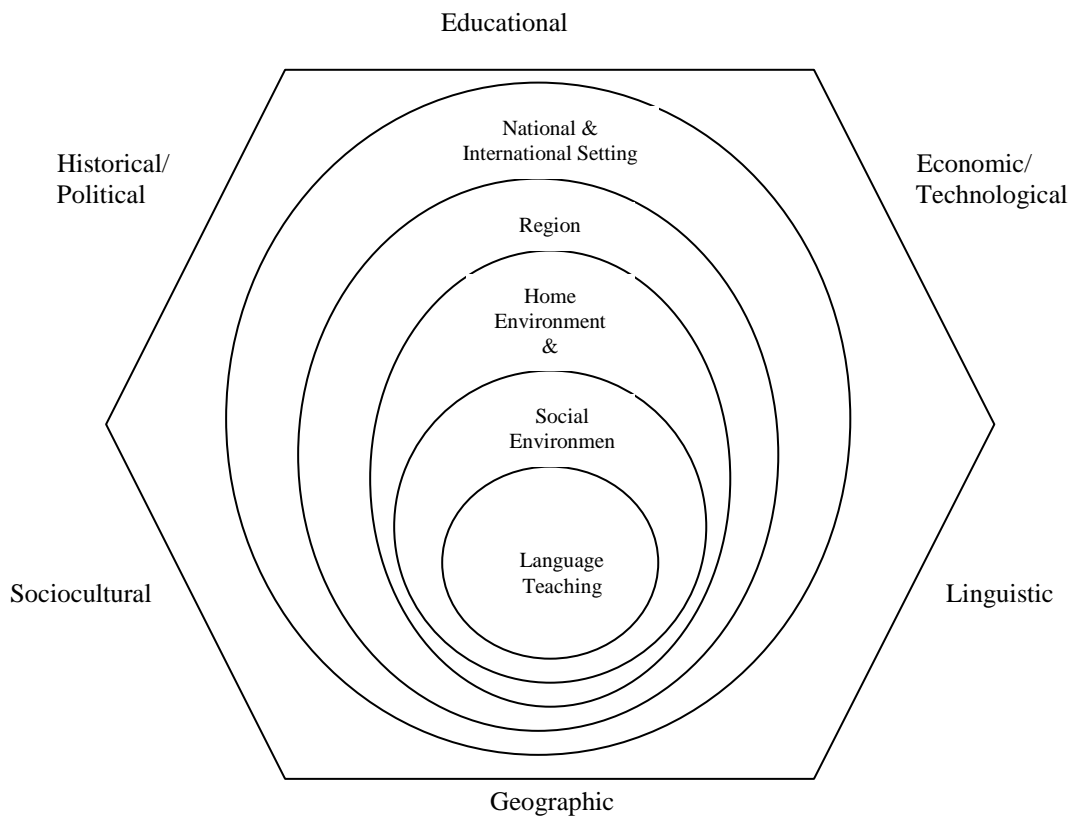 Educational
National &
International Setting
Historical/
Political
Economic/
Technological
Region
Home
Environment
&
Social
Environmen
Language
Teaching
Sociocultural
Linguistic
Geographic